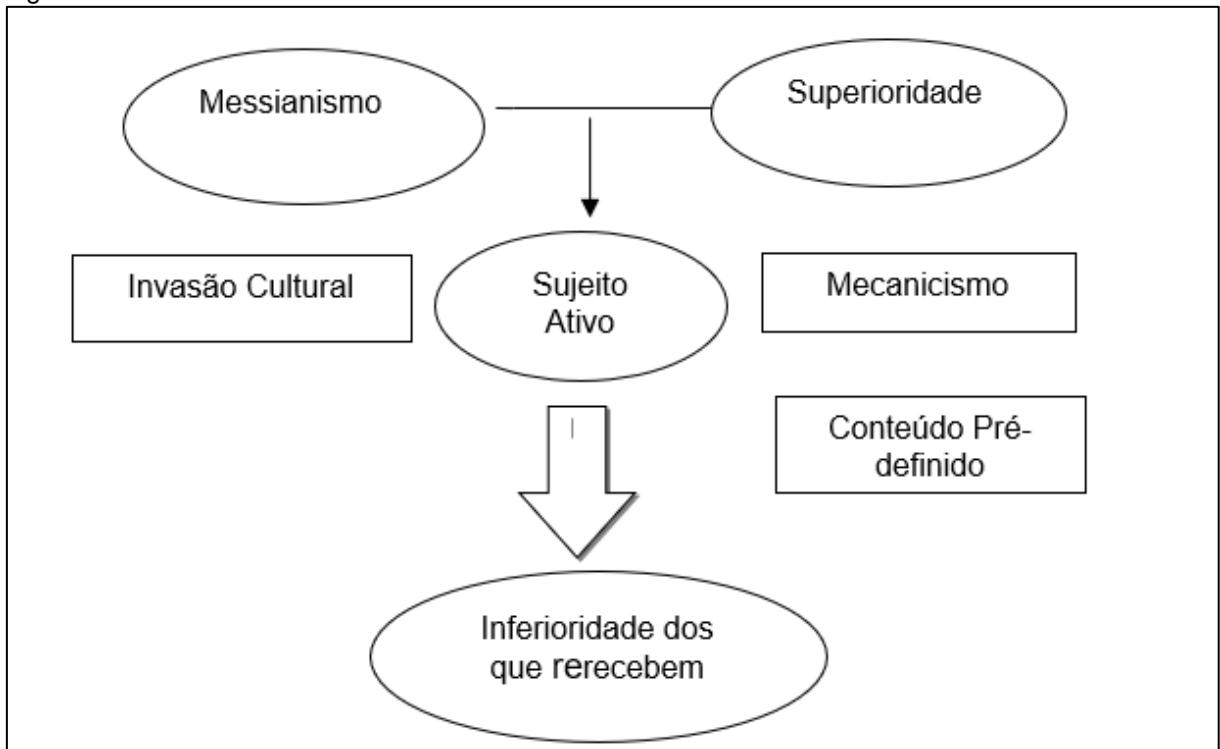 Messianismo
Superioridade
Invasão Cultural
Sujeito
Ativo
Mecanicismo
Conteúdo Pré-
definido
Inferioridade dos
que rerecebem